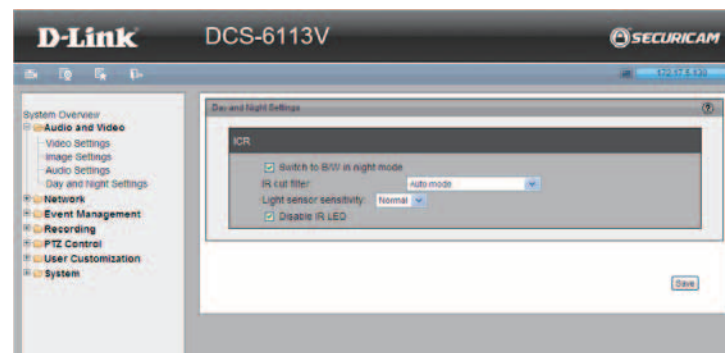 D-Link
DCS-6113V
SECURICAM
System Overview
Audio and Video
Video Settings
Image Settings
Audio Settings
Day and Night Settings
Network
Event Management
Recording
PTZ Control
User Customization
System
Day and Night Settings
?
ICR
Switch to B/W in night mode
IR cut filter: Auto mode
Light sensor sensitivity: Normal
Disable IR LED
Save